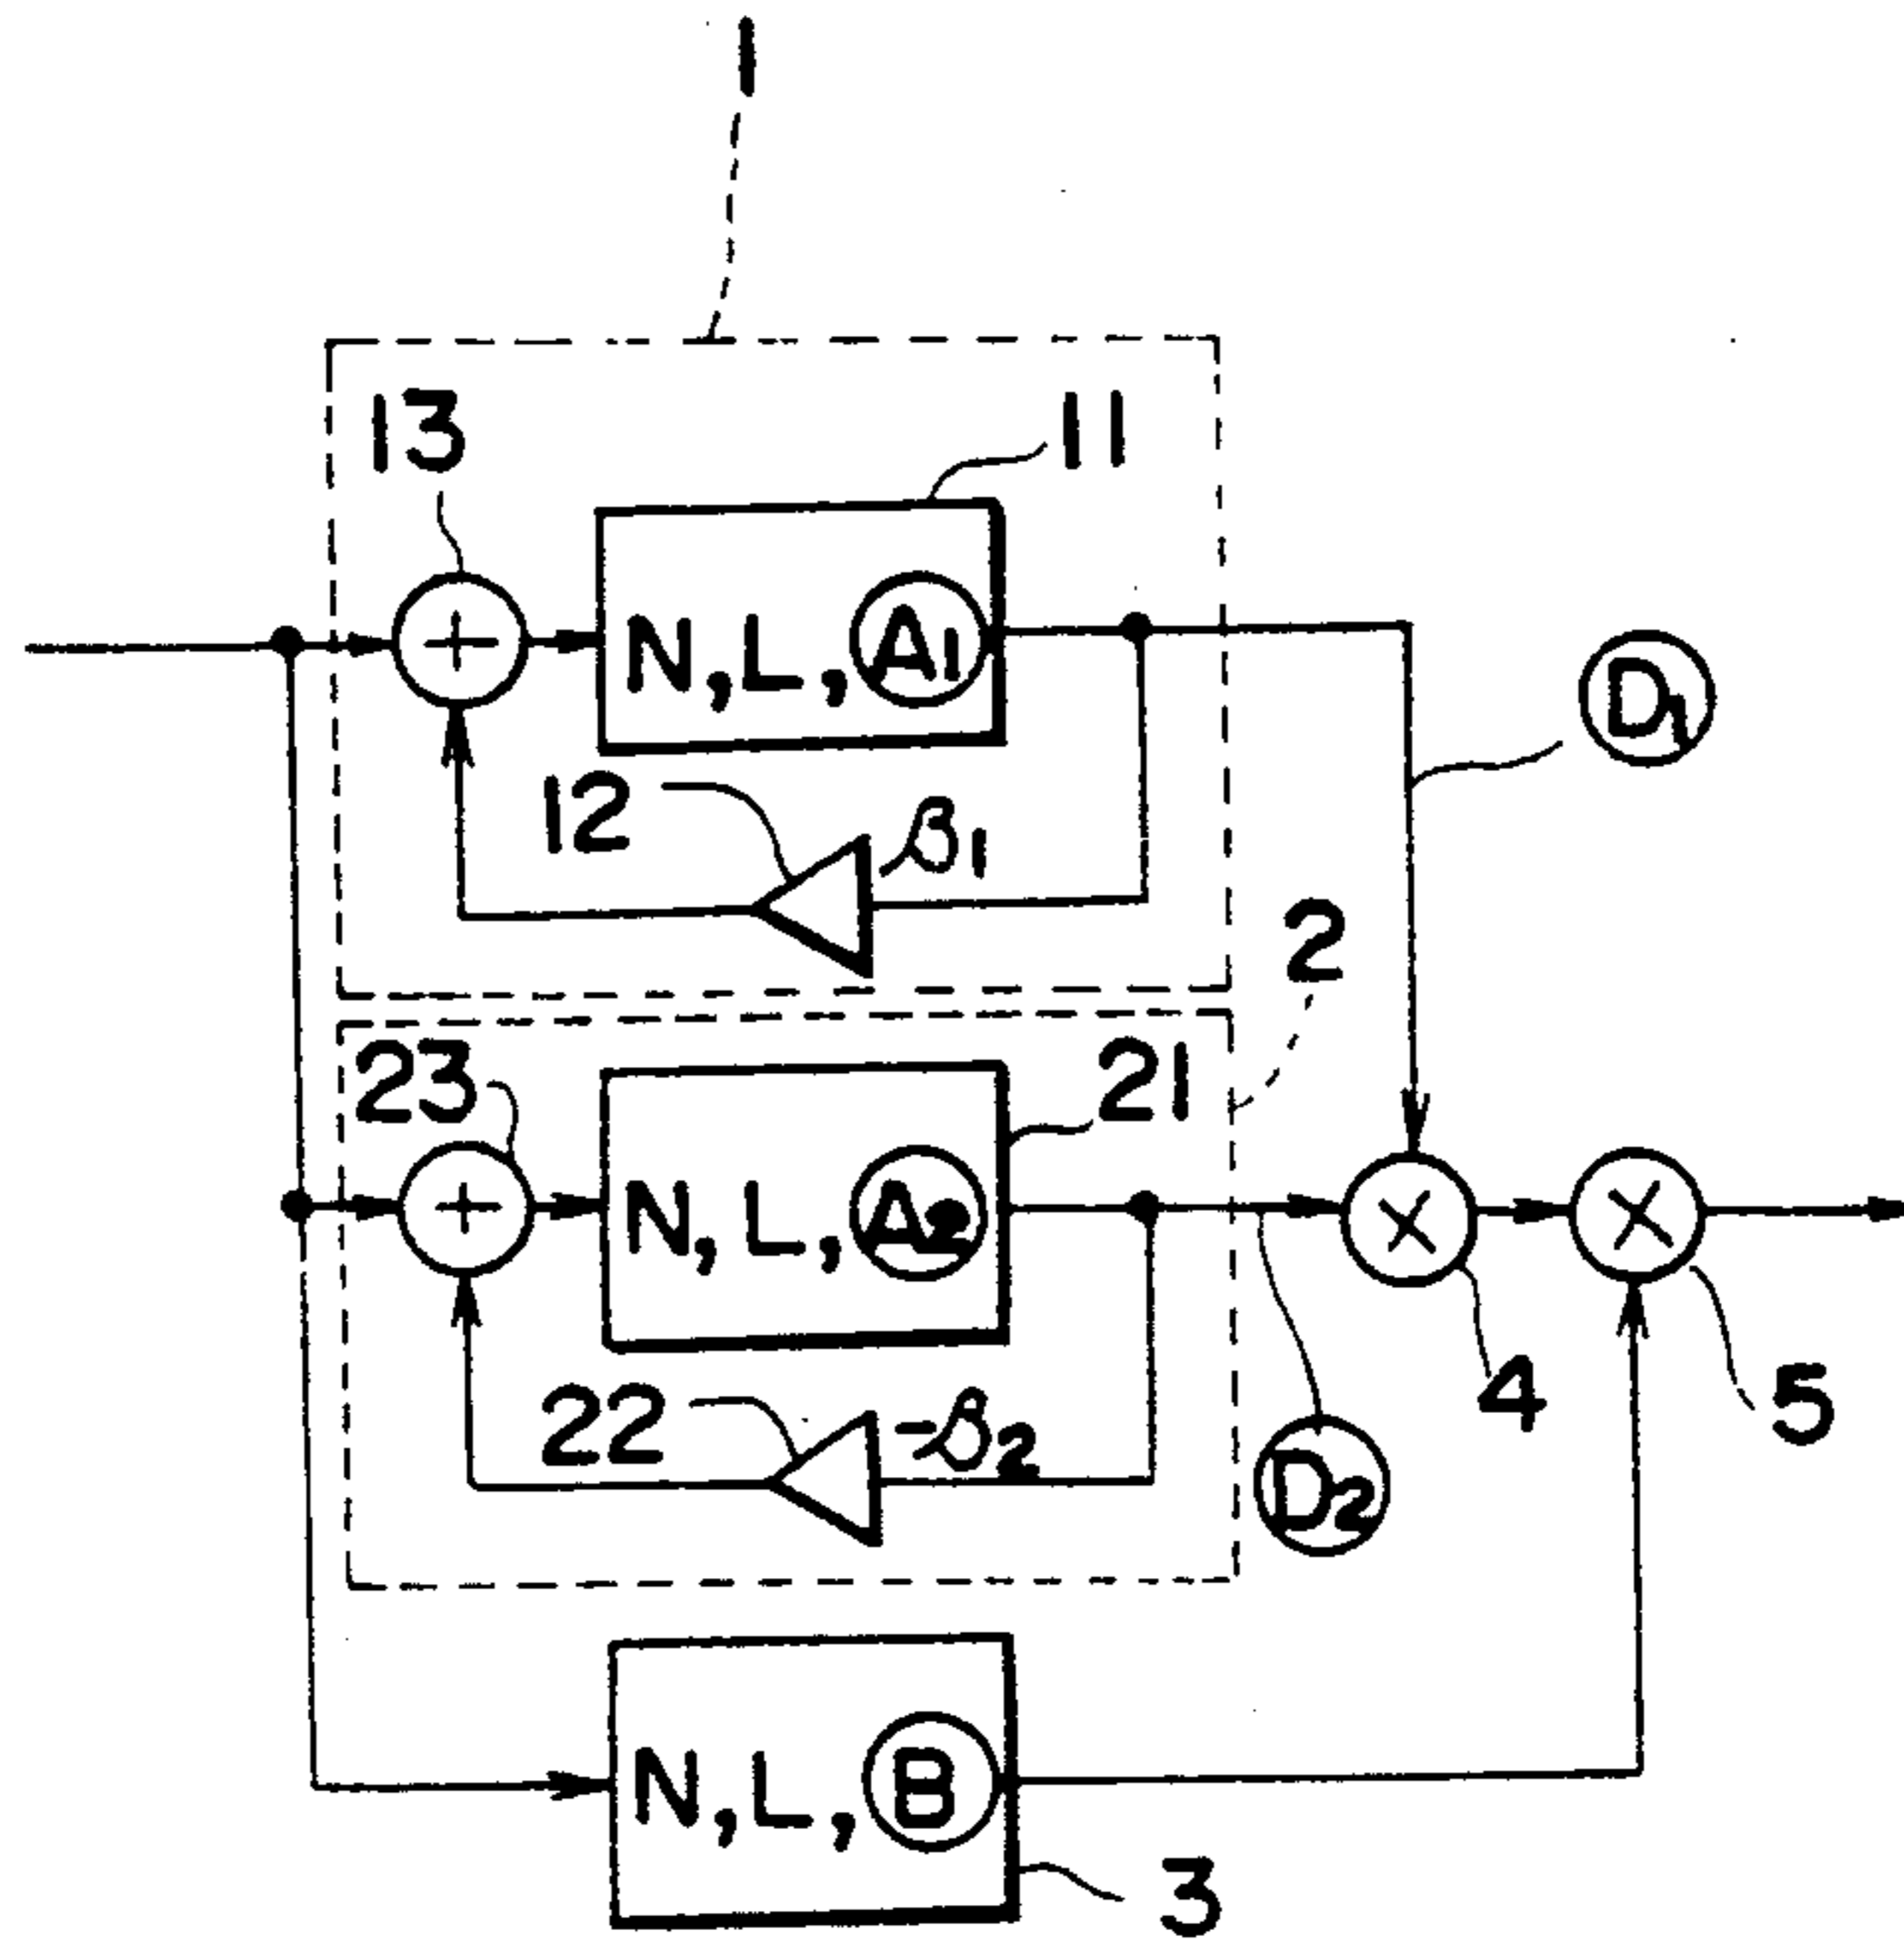 1
13
11
+
N,L,A1
D1
12
β1
2
23
21
+
N,L,A2
×
×
22
-β2
4
5
D2
N,L,B
3